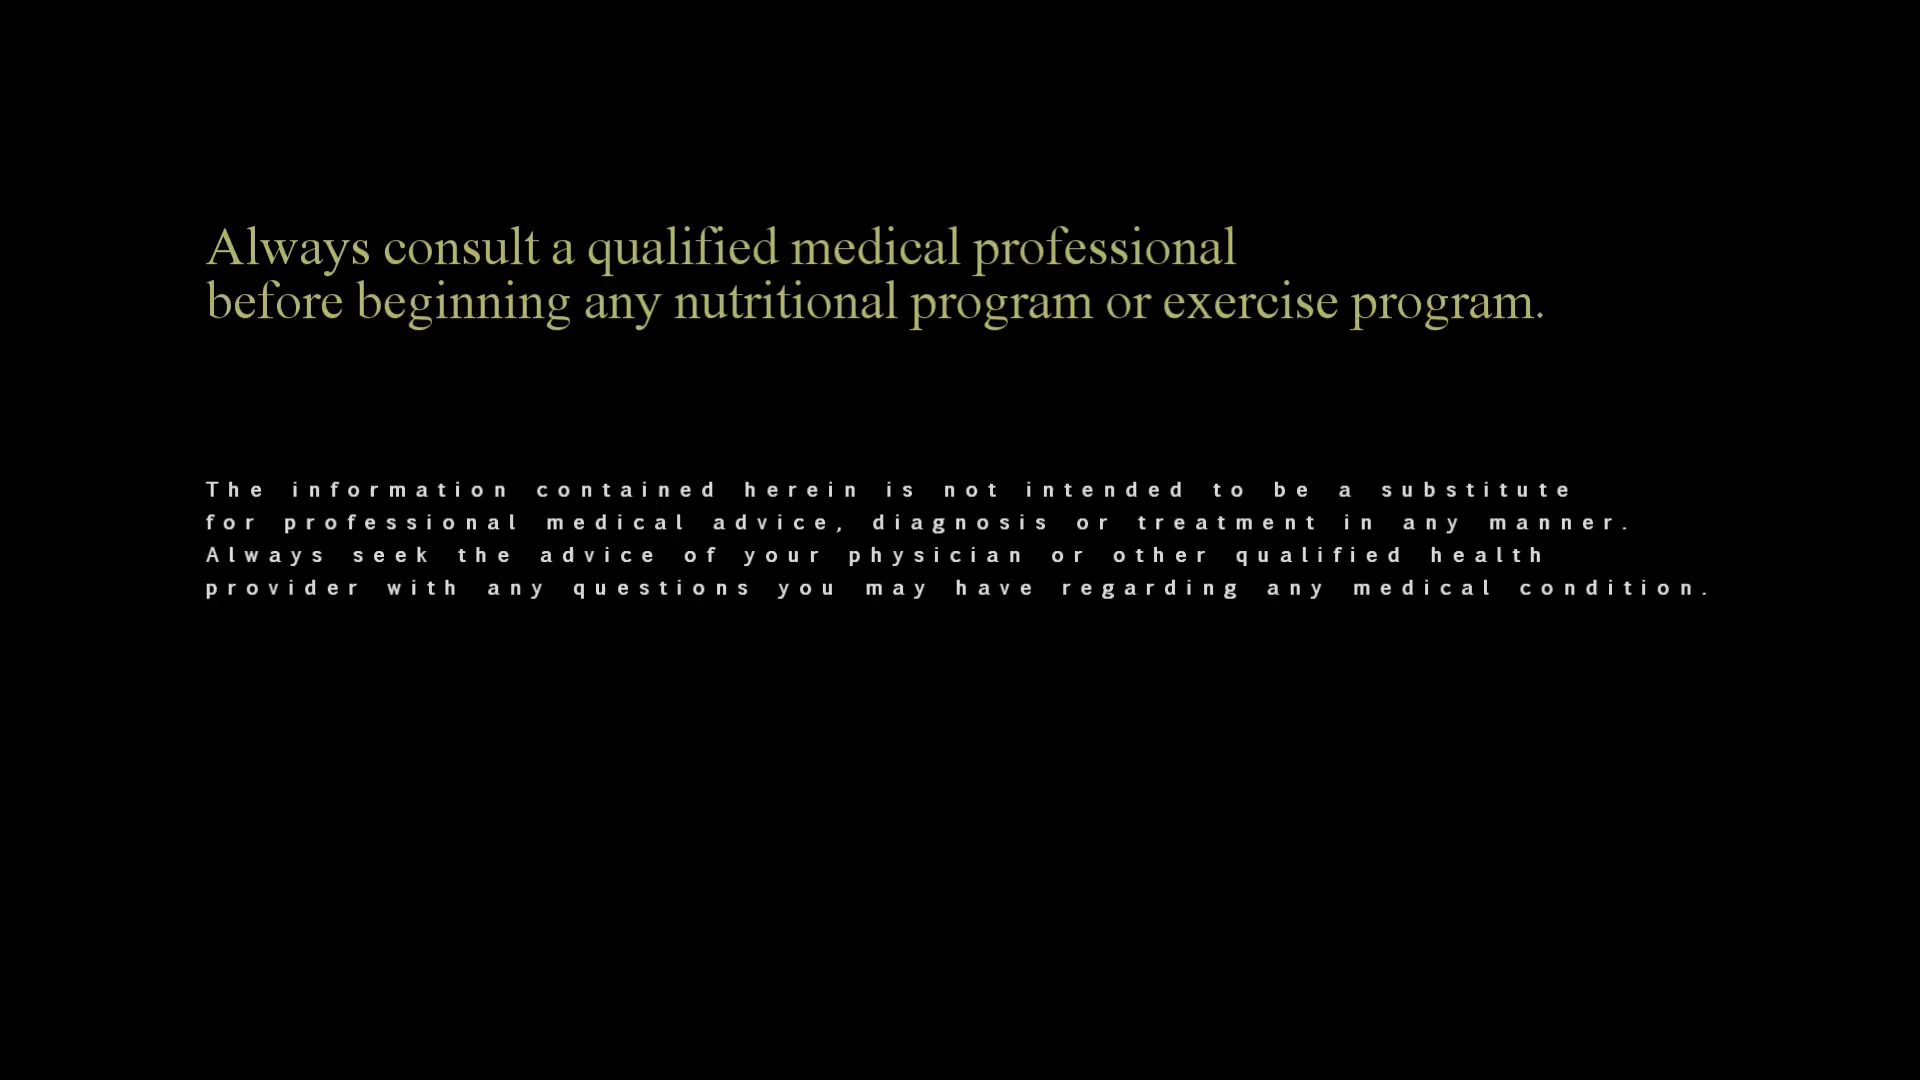 Always consult a qualified medical professional
before beginning any nutritional program or exercise program.
The information contained herein is not intended to be a substitute
for professional medical advice, diagnosis or treatment in any manner.
Always seek the advice of your physician or other qualified health
provider with any questions you may have regarding any medical condition.